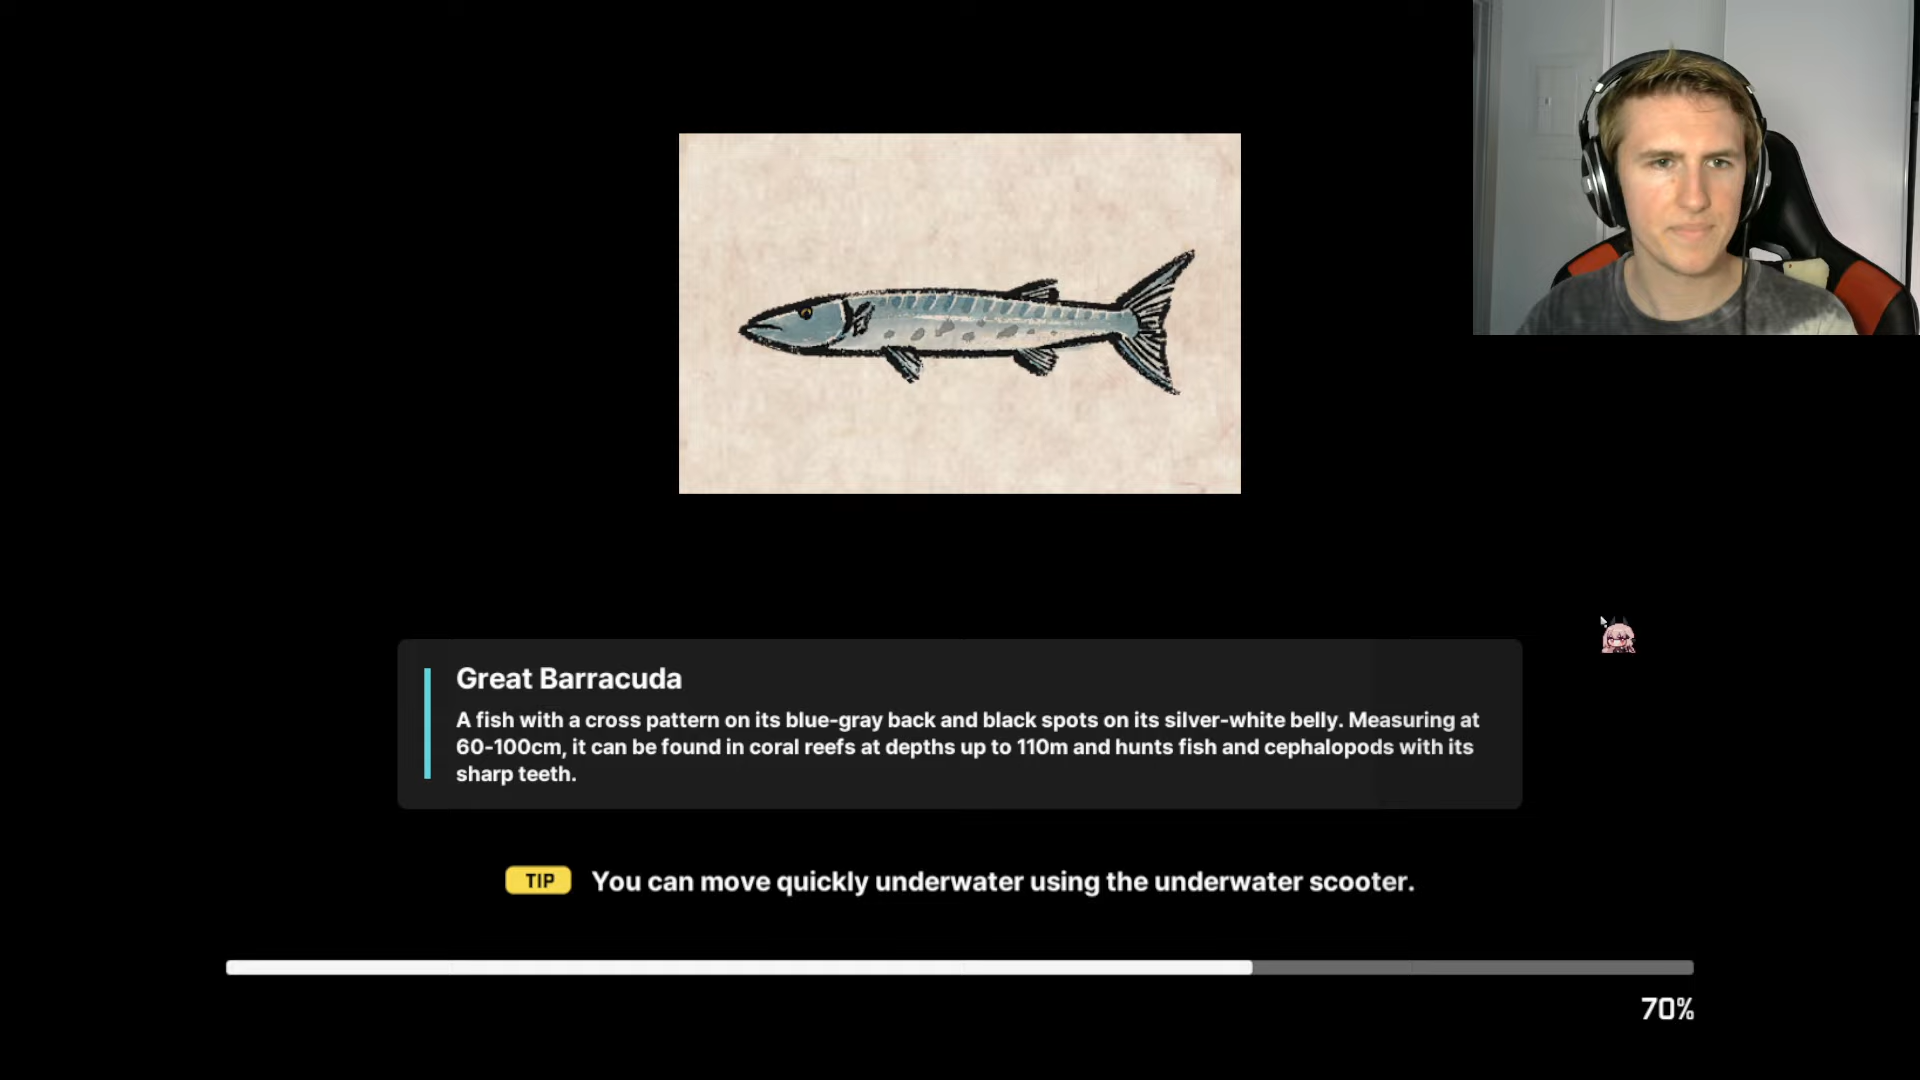 Great Barracuda
A fish with a cross pattern on its blue-gray back and black spots on its silver-white belly. Measuring at
60-100cm, it can be found in coral reefs at depths up to 110m and hunts fish and cephalopods with its
sharp teeth.
TIP You can move quickly underwater using the underwater scooter.
70%